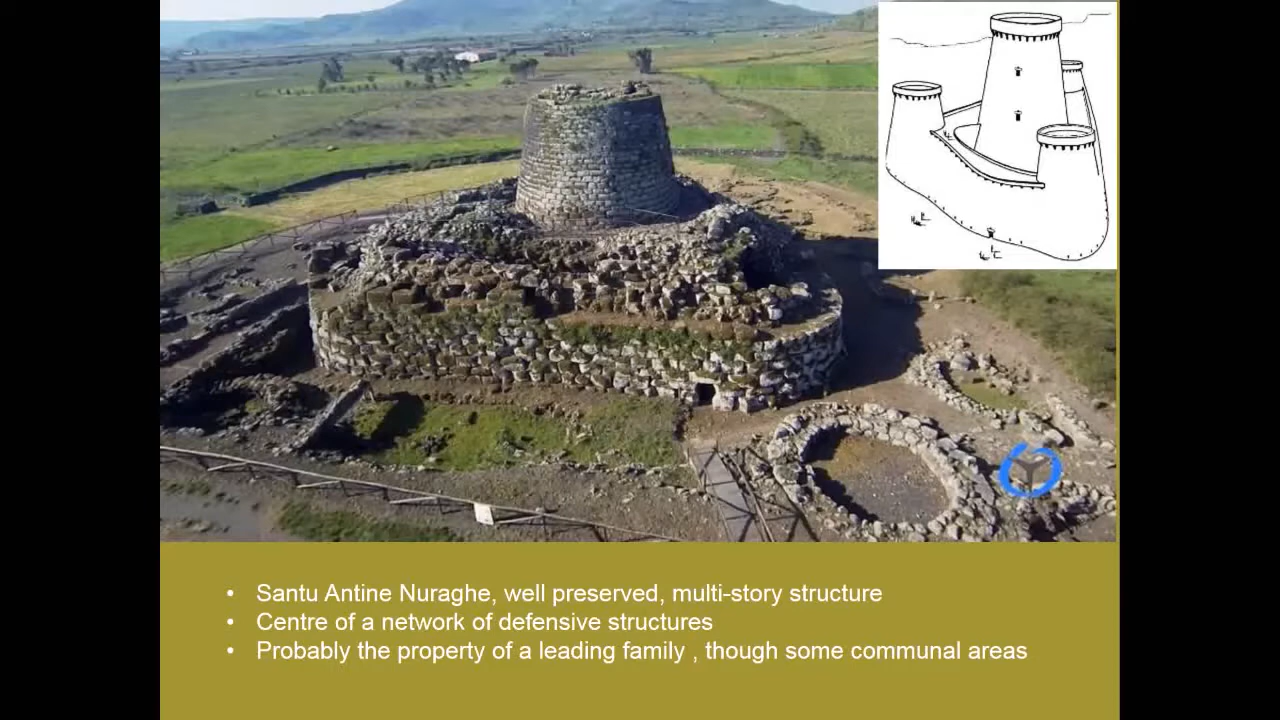 • Santu Antine Nuraghe, well preserved, multi-story structure
• Centre of a network of defensive structures
• Probably the property of a leading family , though some communal areas